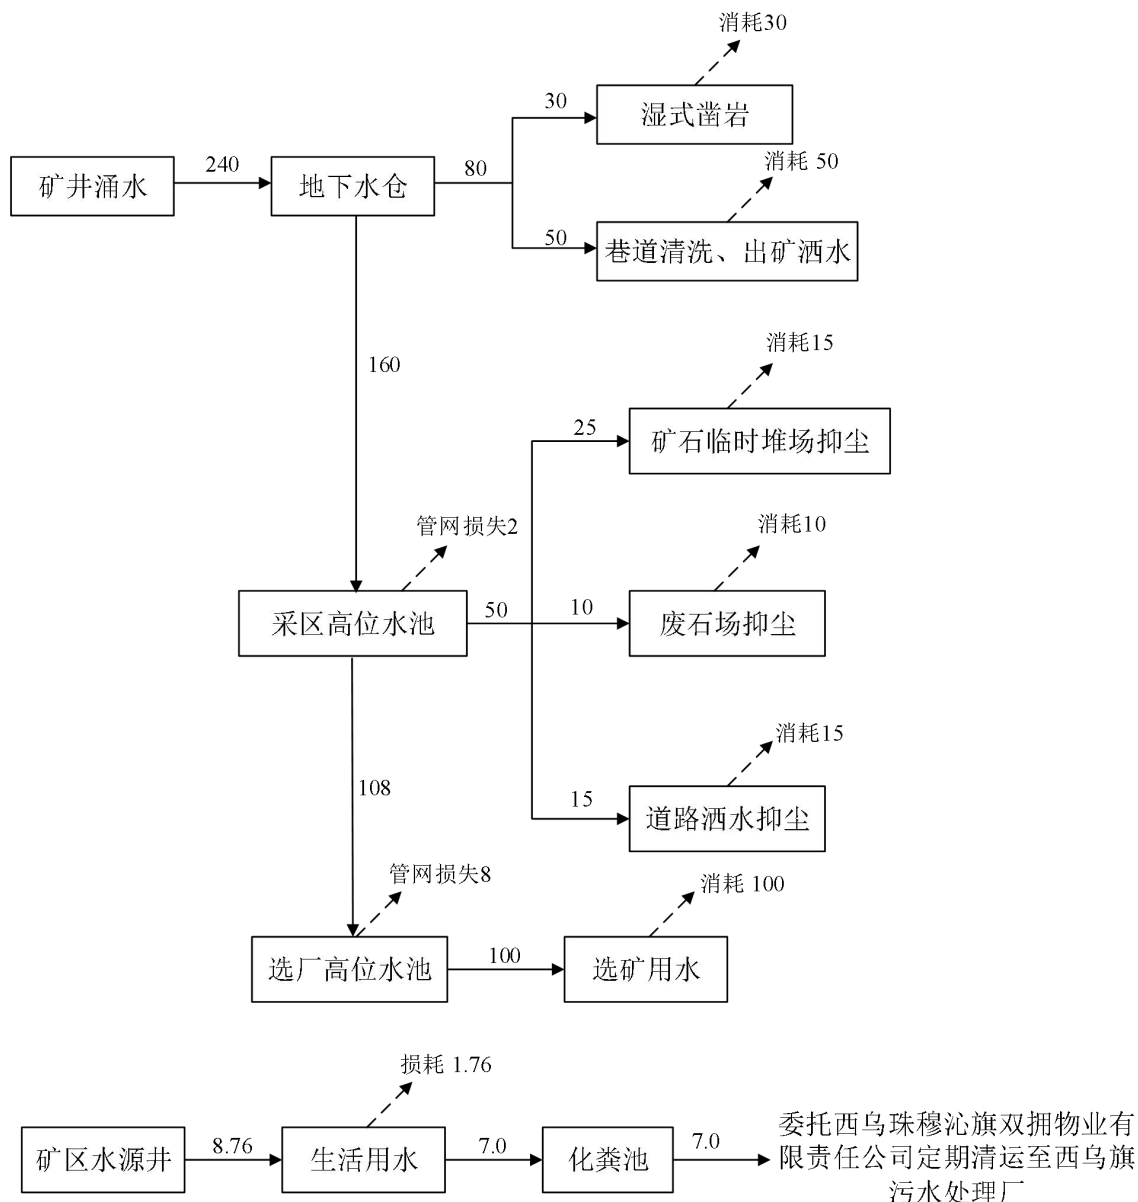 消耗30
30
湿式凿岩
矿井涌水
240
地下水仓
80
消耗 50
50
巷道清洗、出矿洒水
160
消耗15
25
矿石临时堆场抑尘
管网损失2
消耗10
采区高位水池
50
10
废石场抑尘
消耗15
108
15
道路洒水抑尘
管网损失8
消耗 100
选厂高位水池
100
选矿用水
损耗 1.76
矿区水源井
8.76
生活用水
7.0
化粪池
7.0
委托西乌珠穆沁旗双拥物业有
限责任公司定期清运至西乌旗
污水处理厂